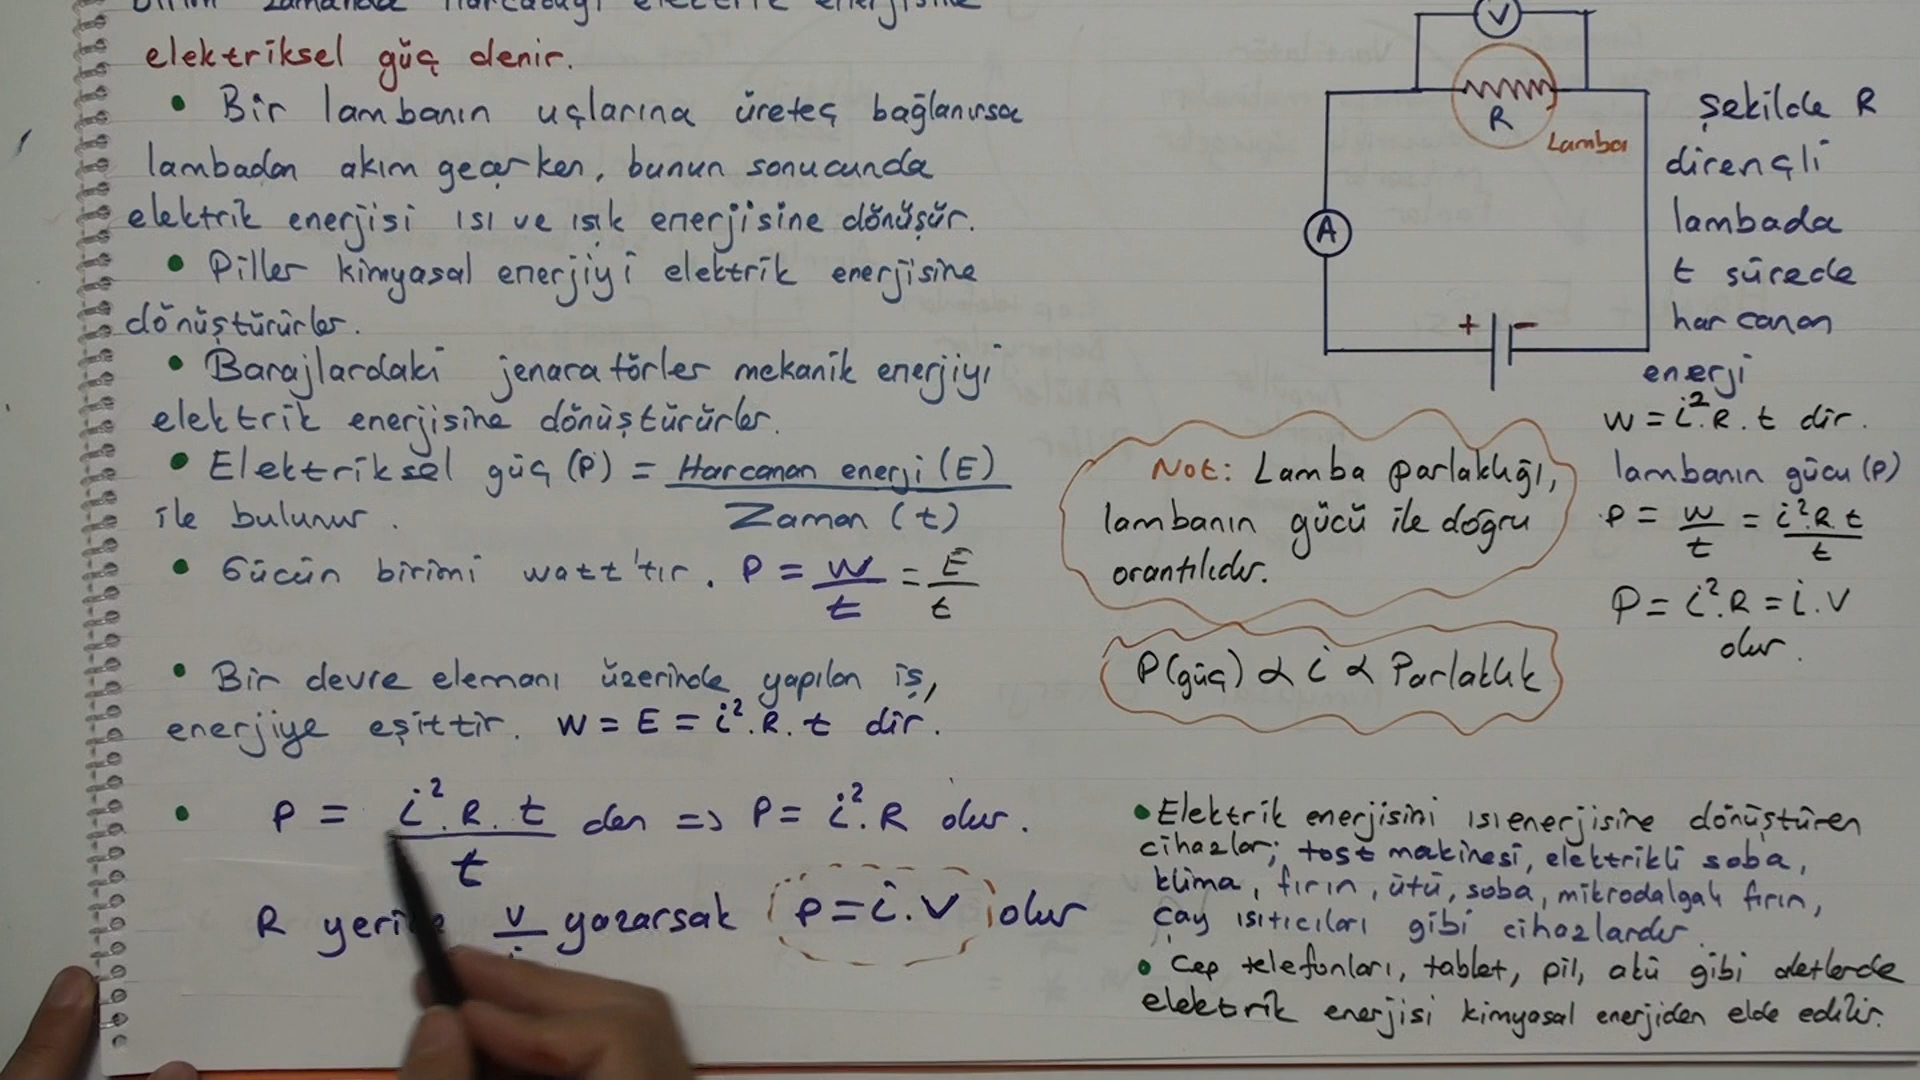 elektriksel güç denir.
• Bir lambanın uçlarına üreteç bağlanırsa
lambadan akım geçerken, bunun sonucunda
elektrik enerjisi ısı ve ışık enerjisine dönüşür.
• Piller kimyasal enerjiyi elektrik enerjisine
dönüştürürler.
• Barajlardaki jenaratörler mekanik enerjiyi
elektrik enerjisine dönüştürürler.
• Elektriksel güç (P) = Harcanan enerji (E)
ile bulunur. Zaman (t)
• Gücün birimi watt'tır. P = W/t = E/t
• Bir devre elemanı üzerinde yapılan iş,
enerjiye eşittir. W = E = i².R.t dir.
• P = i².R.t/t den => P = i².R olur.
R V yazarsak P = i.V olur
V
R
Lamba
A
+ -
Şekilde R
dirençli
lambada
t sürede
harcanan
enerji
W = i².R.t dir.
lambanın gücü (P)
P = W/t = i².R.t/t
P = i².R = i.V
olur.
Not: Lamba parlaklığı,
lambanın gücü ile doğru
orantılıdır.
P(güç) α i α Parlaklık
• Elektrik enerjisini ısı enerjisine dönüştüren
cihazlar; tost makinesi, elektrikli soba,
klima, fırın, ütü, soba, mikrodalgalı fırın,
çay ısıtıcıları gibi cihazlardır.
• Cep telefonları, tablet, pil, akü gibi aletlerde
elektrik enerjisi kimyasal enerjiden elde edilir.